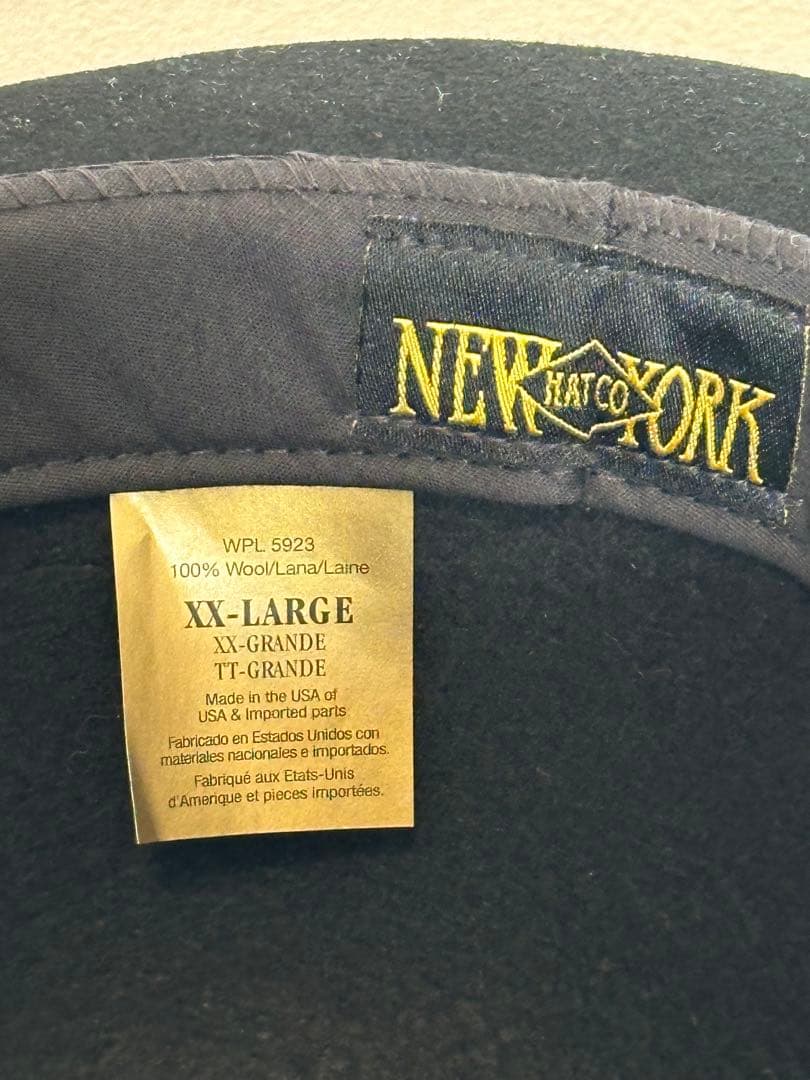 NEW HAT CO YORK
WPL 5923
100% Wool/Lana/Laine
XX-LARGE
XX-GRANDE
TT-GRANDE
Made in the USA of
USA & Imported parts
Fabricado en Estados Unidos con
materiales nacionales e importados.
Fabriqué aux Etats-Unis
d'Amerique et pieces importées.